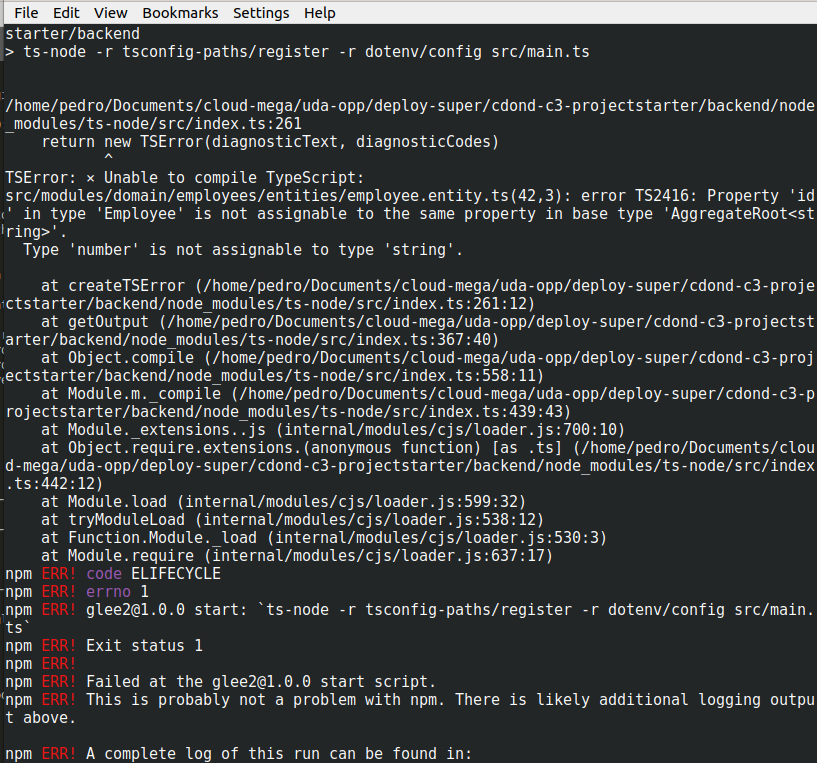 File Edit View Bookmarks Settings Help
starter/backend
> ts-node -r tsconfig-paths/register -r dotenv/config src/main.ts
/home/pedro/Documents/cloud-mega/uda-opp/deploy-super/cdond-c3-projectstarter/backend/node
_modules/ts-node/src/index.ts:261
    return new TSError(diagnosticText, diagnosticCodes)
           ^
TSError: ⨯ Unable to compile TypeScript:
src/modules/domain/employees/entities/employee.entity.ts(42,3): error TS2416: Property 'id
' in type 'Employee' is not assignable to the same property in base type 'AggregateRoot<st
ring>'.
  Type 'number' is not assignable to type 'string'.
    at createTSError (/home/pedro/Documents/cloud-mega/uda-opp/deploy-super/cdond-c3-proje
ctstarter/backend/node_modules/ts-node/src/index.ts:261:12)
    at getOutput (/home/pedro/Documents/cloud-mega/uda-opp/deploy-super/cdond-c3-projectst
arter/backend/node_modules/ts-node/src/index.ts:367:40)
    at Object.compile (/home/pedro/Documents/cloud-mega/uda-opp/deploy-super/cdond-c3-proj
ectstarter/backend/node_modules/ts-node/src/index.ts:558:11)
    at Module.m._compile (/home/pedro/Documents/cloud-mega/uda-opp/deploy-super/cdond-c3-p
rojectstarter/backend/node_modules/ts-node/src/index.ts:439:43)
    at Module._extensions..js (internal/modules/cjs/loader.js:700:10)
    at Object.require.extensions.(anonymous function) [as .ts] (/home/pedro/Documents/clou
d-mega/uda-opp/deploy-super/cdond-c3-projectstarter/backend/node_modules/ts-node/src/index
.ts:442:12)
    at Module.load (internal/modules/cjs/loader.js:599:32)
    at tryModuleLoad (internal/modules/cjs/loader.js:538:12)
    at Function.Module._load (internal/modules/cjs/loader.js:530:3)
    at Module.require (internal/modules/cjs/loader.js:637:17)
npm ERR! code ELIFECYCLE
npm ERR! errno 1
npm ERR! glee2@1.0.0 start: `ts-node -r tsconfig-paths/register -r dotenv/config src/main.
ts`
npm ERR! Exit status 1
npm ERR!
npm ERR! Failed at the glee2@1.0.0 start script.
npm ERR! This is probably not a problem with npm. There is likely additional logging outpu
t above.
npm ERR! A complete log of this run can be found in: